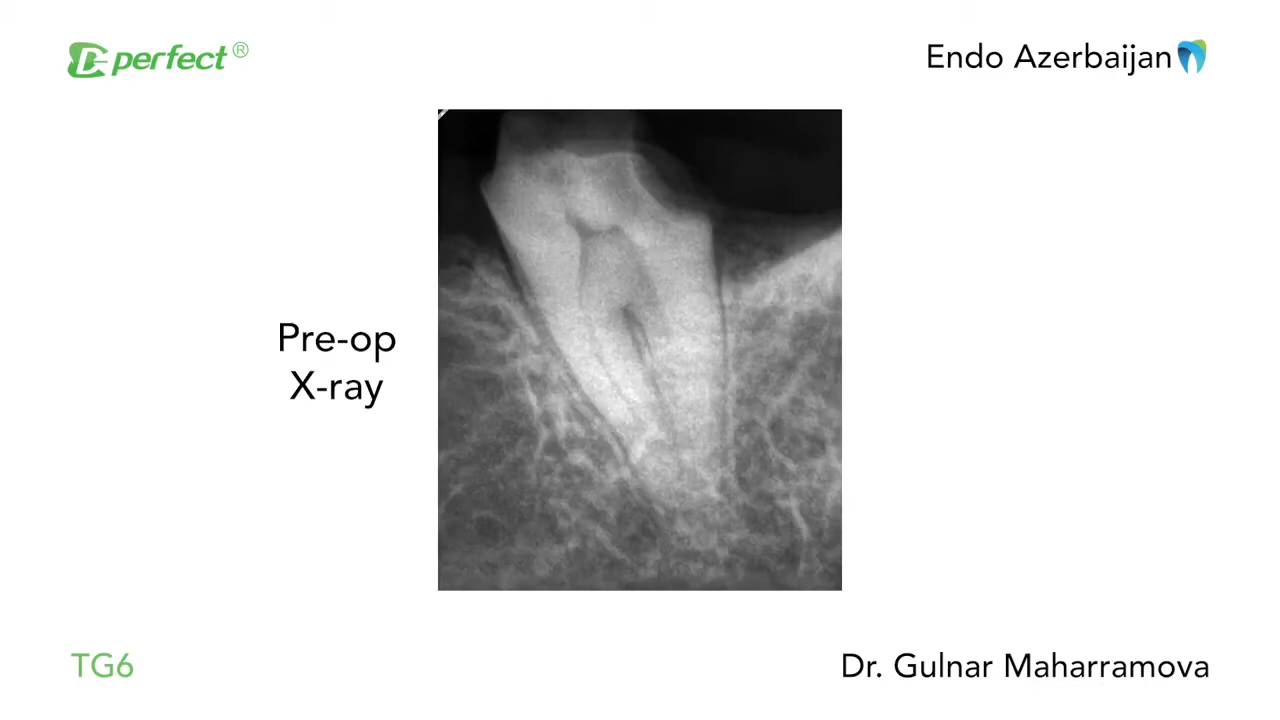 perfect®
Endo Azerbaijan
Pre-op
X-ray
TG6
Dr. Gulnar Maharramova